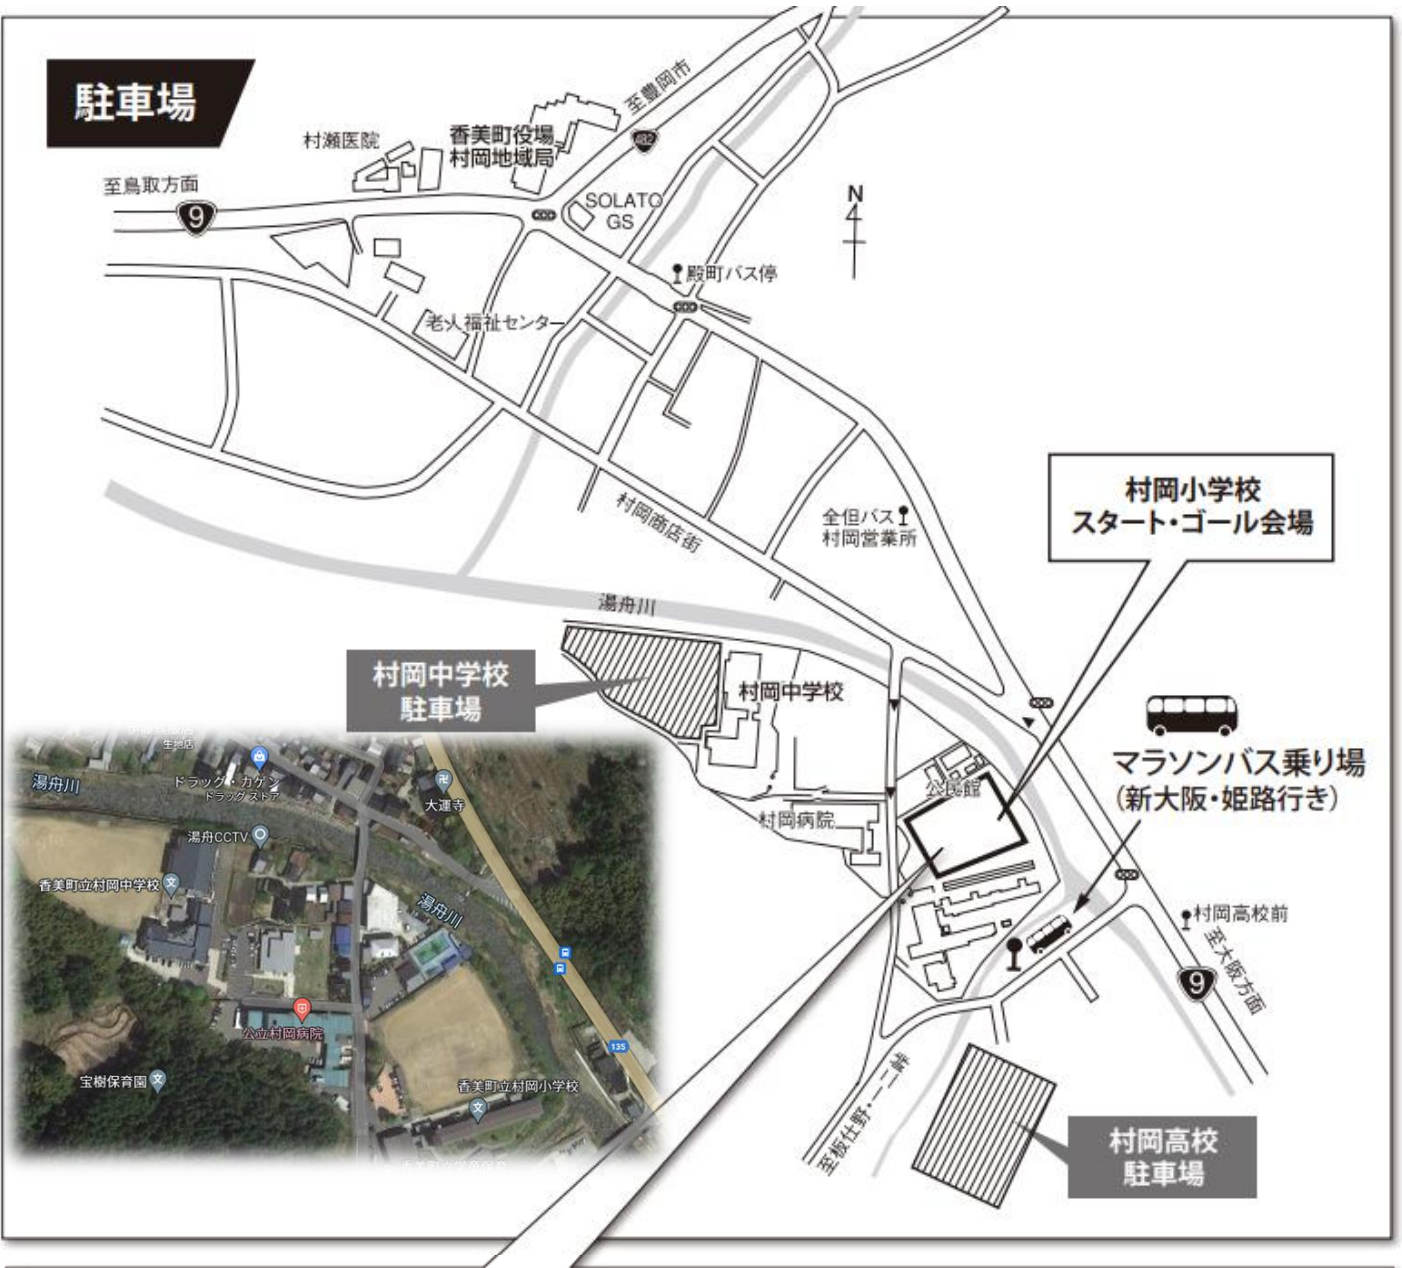 駐車場
村瀬医院
香美町役場
村岡地域局
至豊岡市
482
至鳥取方面
9
SOLATO
GS
N
殿町バス停
老人福祉センター
村岡小学校
スタート・ゴール会場
全但バス
村岡営業所
村岡商店街
湯舟川
村岡中学校
駐車場
村岡中学校
マラソンバス乗り場
(新大阪・姫路行き)
公民館
村岡病院
村岡高校前
至大阪方面
9
至板仕野・一二峠
村岡高校
駐車場
生地店
湯舟川
ドラッグ・カゲン
ドラッグ ストア
大運寺
湯舟CCTV
香美町立村岡中学校
湯舟川
公立村岡病院
135
宝樹保育園
香美町立村岡小学校